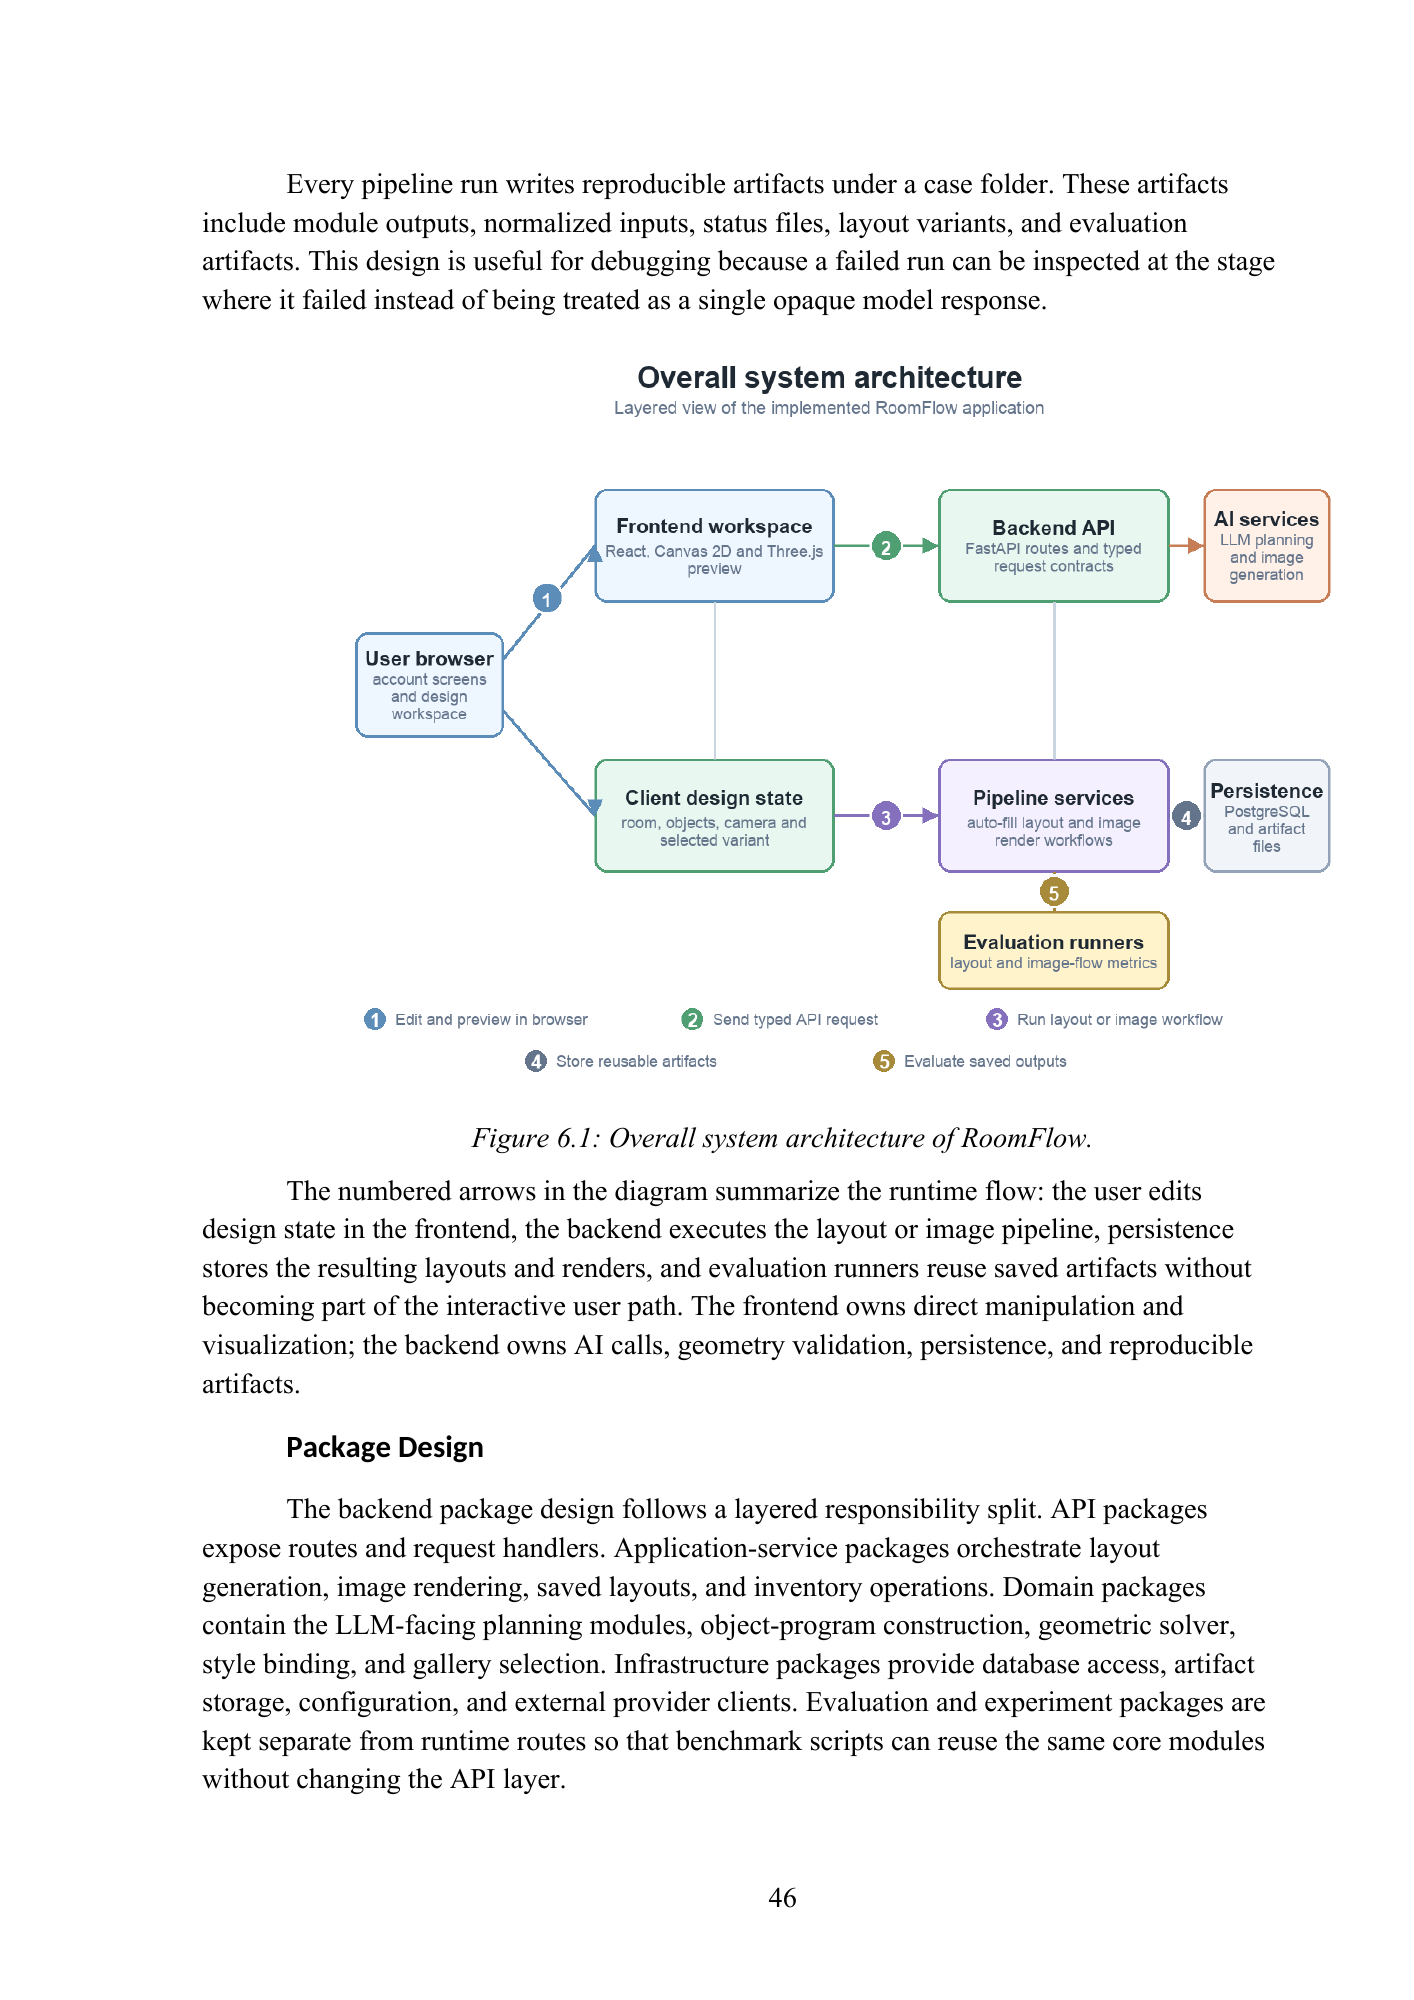 Every pipeline run writes reproducible artifacts under a case folder. These artifacts
include module outputs, normalized inputs, status files, layout variants, and evaluation
artifacts. This design is useful for debugging because a failed run can be inspected at the stage
where it failed instead of being treated as a single opaque model response.
Overall system architecture
Layered view of the implemented RoomFlow application
Frontend workspace
React, Canvas 2D and Three.js
preview
2
Backend API
FastAPI routes and typed
request contracts
AI services
LLM planning
and image
generation
1
User browser
account screens
and design
workspace
Client design state
room, objects, camera and
selected variant
3
Pipeline services
auto-fill layout and image
render workflows
4
Persistence
PostgreSQL
and artifact
files
5
Evaluation runners
layout and image-flow metrics
1 Edit and preview in browser
2 Send typed API request
3 Run layout or image workflow
4 Store reusable artifacts
5 Evaluate saved outputs
Figure 6.1: Overall system architecture of RoomFlow.
The numbered arrows in the diagram summarize the runtime flow: the user edits
design state in the frontend, the backend executes the layout or image pipeline, persistence
stores the resulting layouts and renders, and evaluation runners reuse saved artifacts without
becoming part of the interactive user path. The frontend owns direct manipulation and
visualization; the backend owns AI calls, geometry validation, persistence, and reproducible
artifacts.
Package Design
The backend package design follows a layered responsibility split. API packages
expose routes and request handlers. Application-service packages orchestrate layout
generation, image rendering, saved layouts, and inventory operations. Domain packages
contain the LLM-facing planning modules, object-program construction, geometric solver,
style binding, and gallery selection. Infrastructure packages provide database access, artifact
storage, configuration, and external provider clients. Evaluation and experiment packages are
kept separate from runtime routes so that benchmark scripts can reuse the same core modules
without changing the API layer.
46